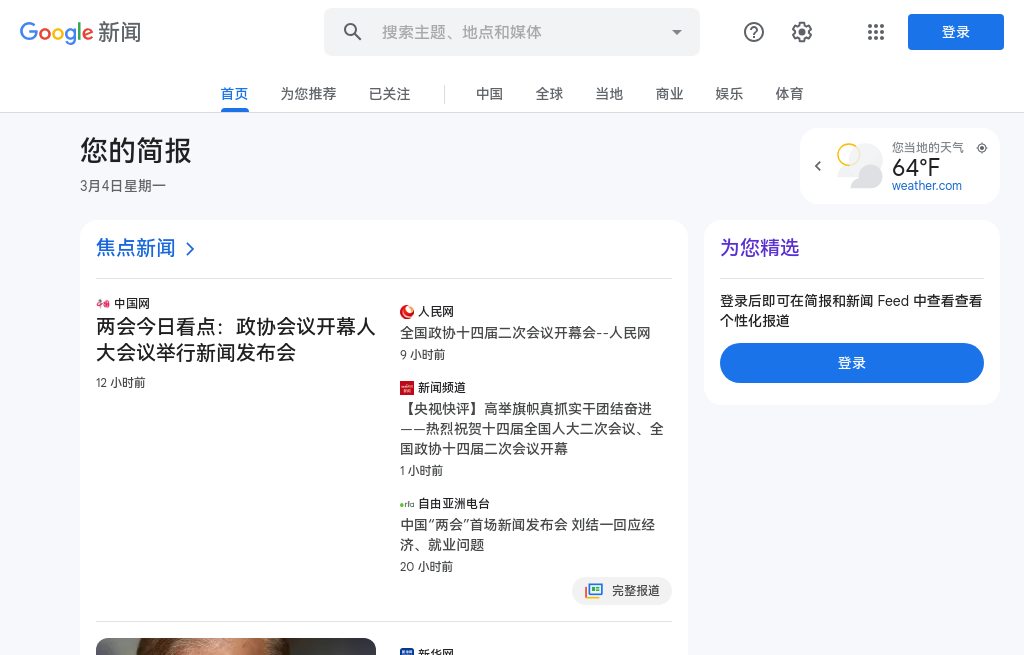 Google 新闻
搜索主题、地点和媒体
登录
首页
为您推荐
已关注
中国
全球
当地
商业
娱乐
体育
您的简报
3月4日星期一
您当地的天气
64°F
weather.com
焦点新闻
中国网
两会今日看点：政协会议开幕人
大会议举行新闻发布会
12 小时前
人民网
全国政协十四届二次会议开幕会--人民网
9 小时前
新闻频道
【央视快评】高举旗帜真抓实干团结奋进
——热烈祝贺十四届全国人大二次会议、全
国政协十四届二次会议开幕
1 小时前
rfa 自由亚洲电台
中国“两会”首场新闻发布会 刘结一回应经
济、就业问题
20 小时前
完整报道
新华网
为您精选
登录后即可在简报和新闻 Feed 中查看查看
个性化报道
登录